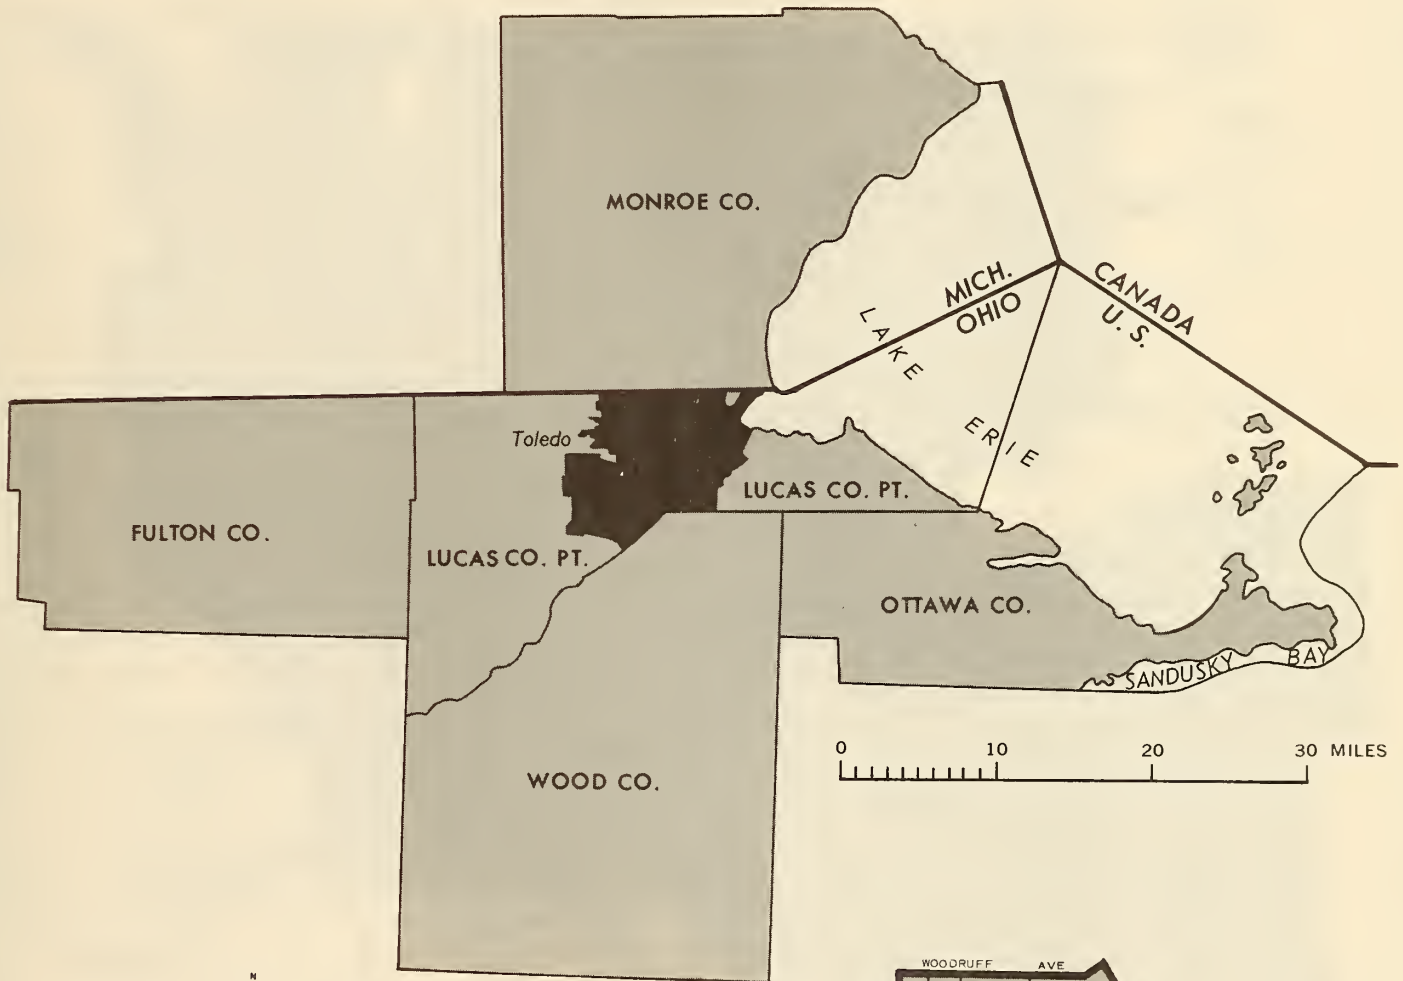 MONROE CO.
MICH.
OHIO
CANADA
U. S.
LAKE
ERIE
Toledo
LUCAS CO. PT.
FULTON CO.
LUCAS CO. PT.
OTTAWA CO.
SANDUSKY BAY
0 10 20 30 MILES
WOOD CO.
N
WOODRUFF AVE